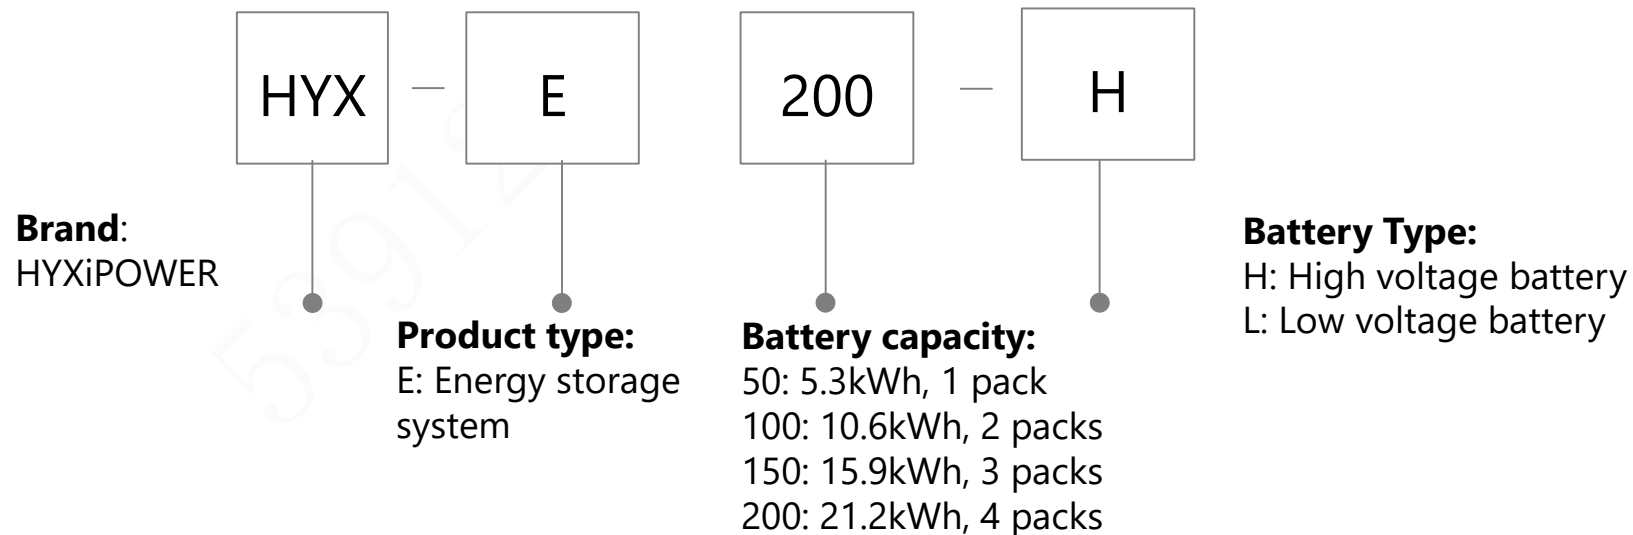 HYX — E 200 — H
Brand:
HYXiPOWER
Product type:
E: Energy storage
system
Battery capacity:
50: 5.3kWh, 1 pack
100: 10.6kWh, 2 packs
150: 15.9kWh, 3 packs
200: 21.2kWh, 4 packs
Battery Type:
H: High voltage battery
L: Low voltage battery